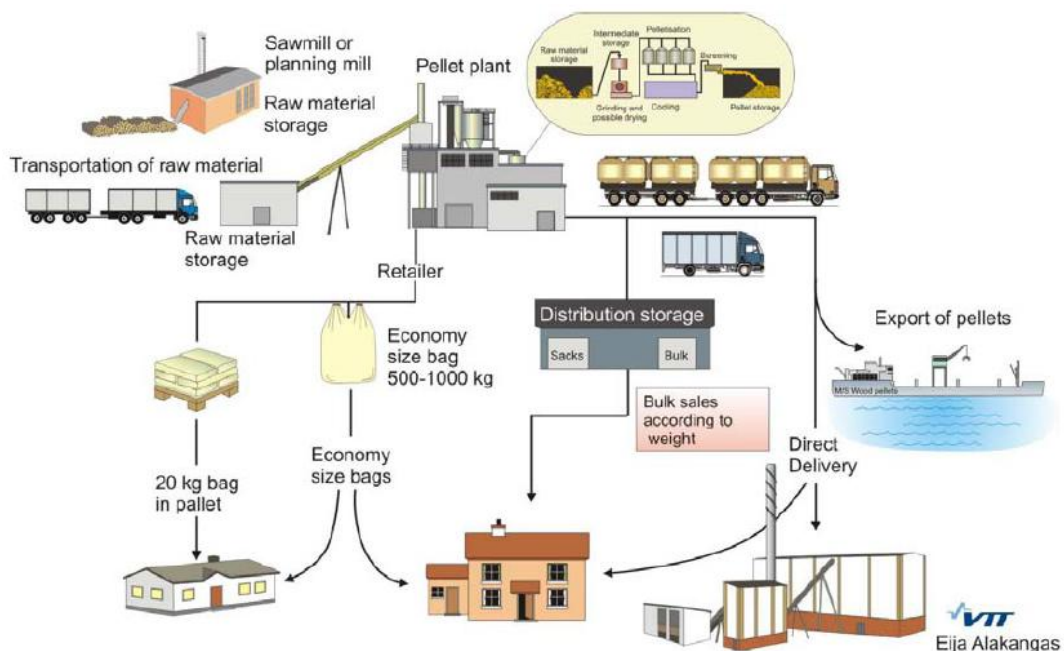 Sawmill or
planning mill
Raw material
storage
Pellet plant
Raw material
storage
Intermediate
storage
Pelletisation
Screening
Grinding and
possible drying
Cooling
Pellet storage
Transportation of raw material
Raw material
storage
Retailer
Economy
size bag
500-1000 kg
Distribution storage
Sacks
Bulk
Export of pellets
M/S Wood pellets
Bulk sales
according to
weight
Direct
Delivery
20 kg bag
in pallet
Economy
size bags
VTT
Eija Alakangas